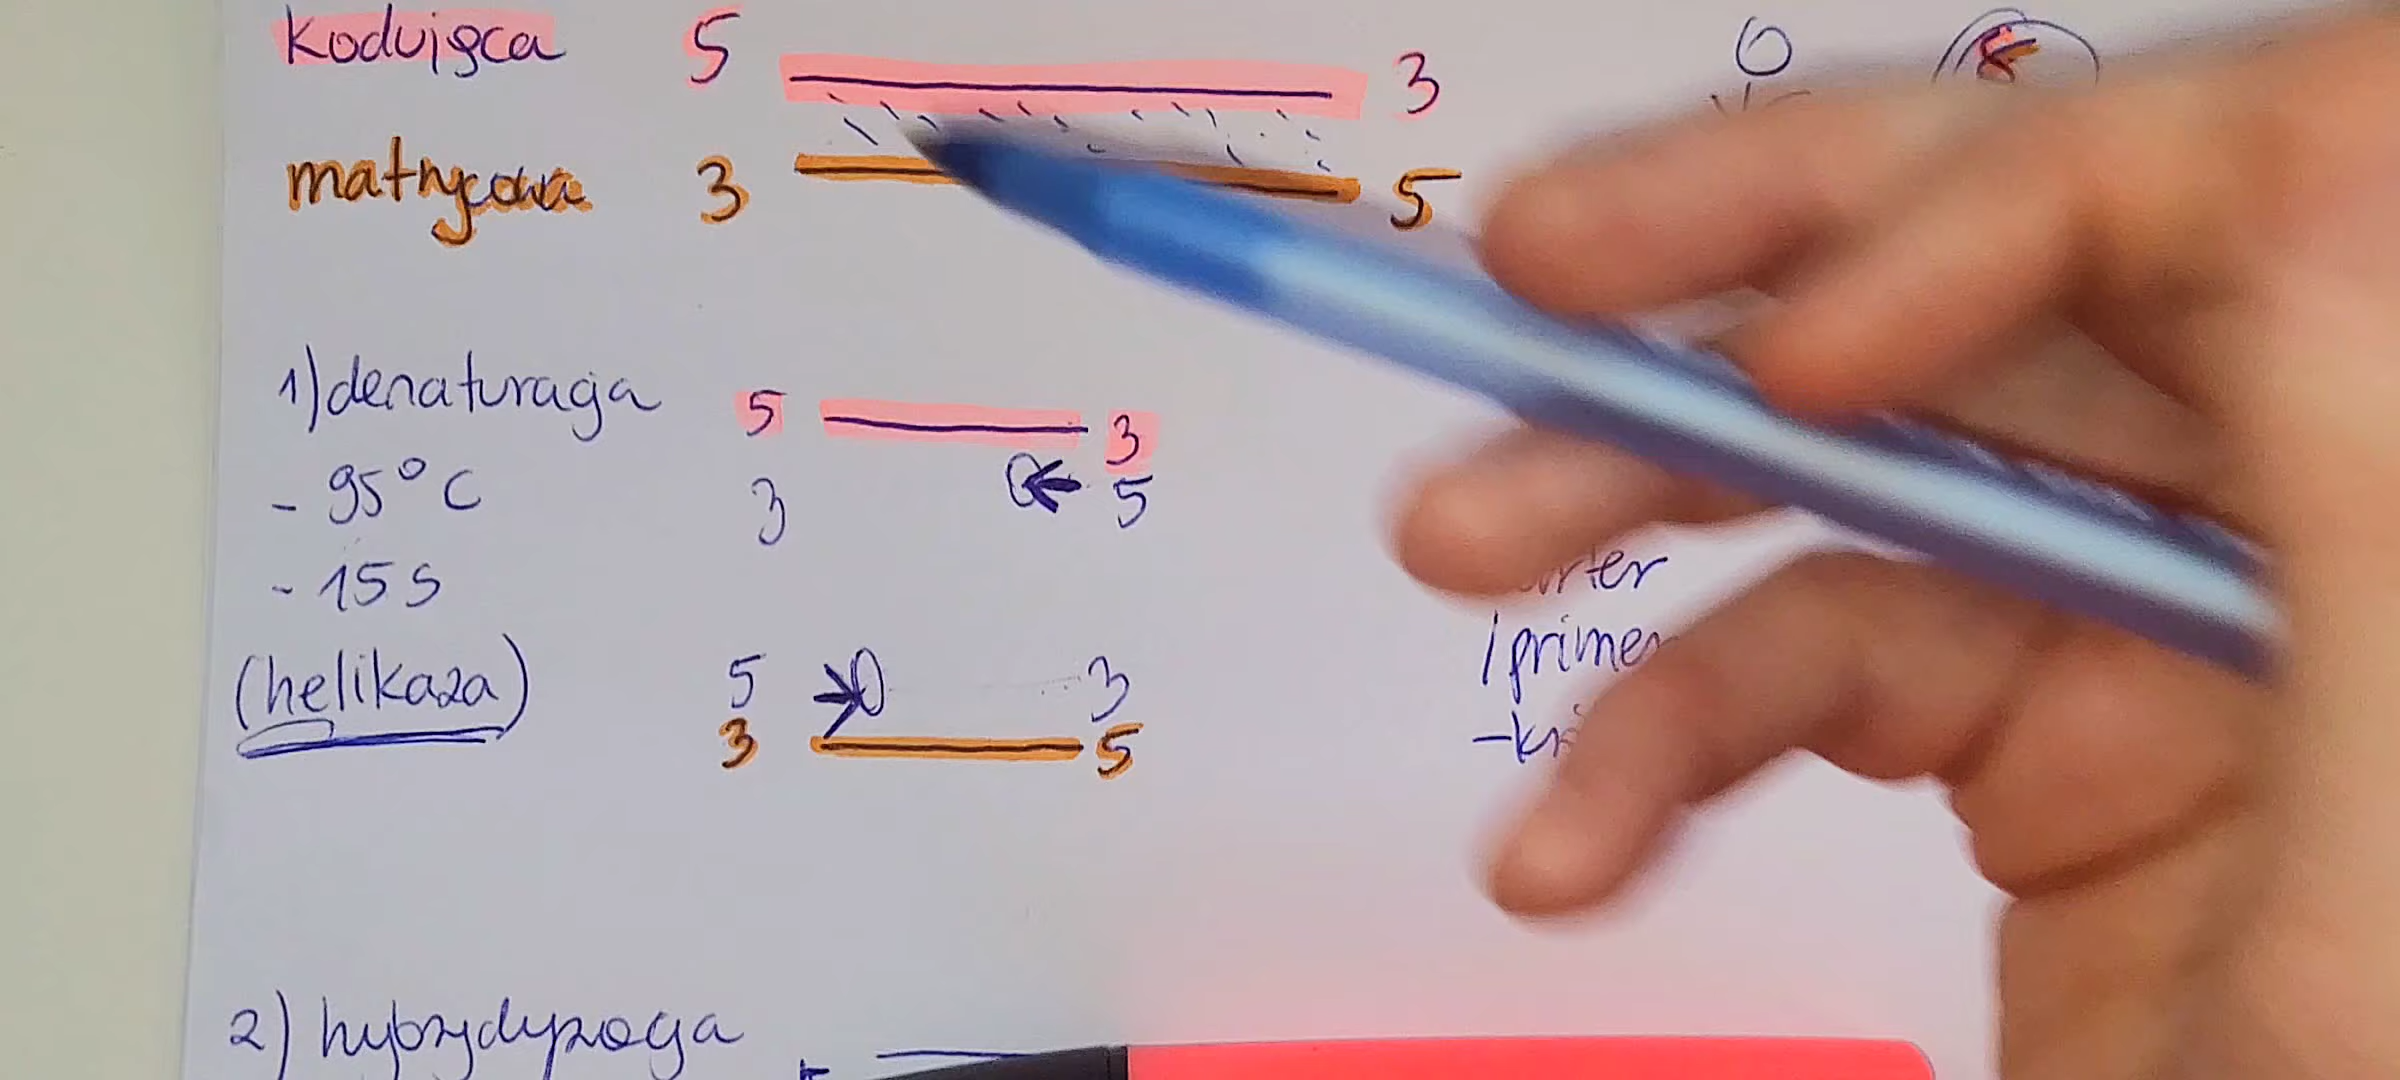 kodująca 5 3
matrycowa 3 5
1) denaturacja 5 3
- 95°C 3 5
- 15 s
(helikaza) 5 3
3 5
/primer
2) hybrydyzacja